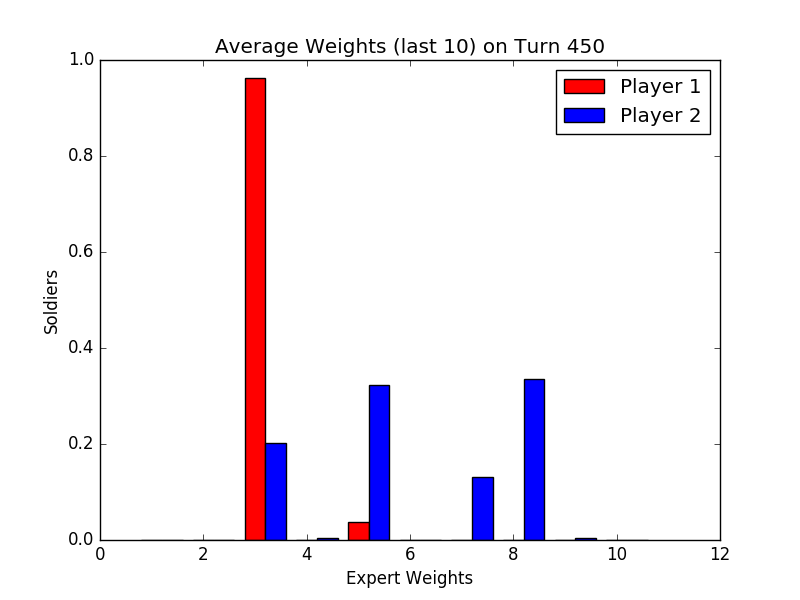 Average Weights (last 10) on Turn 450
1.0
0.8
0.6
0.4
0.2
0.0
Soldiers
Player 1
Player 2
0 2 4 6 8 10 12
Expert Weights